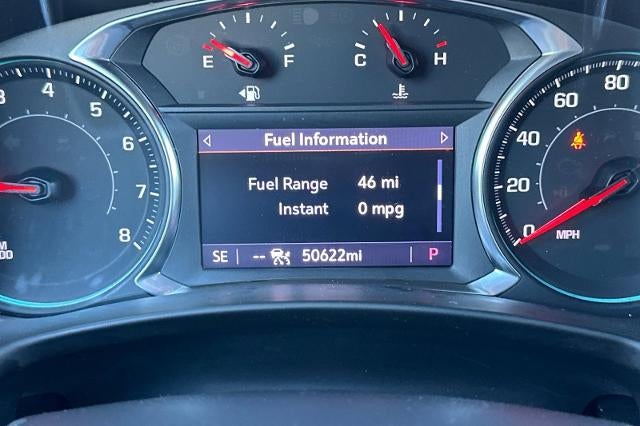 E F
C H
Fuel Information
Fuel Range 46 mi
Instant 0 mpg
SE -- 50622mi P
3 4 5 6 7 8
0 20 40 60 80
MPH